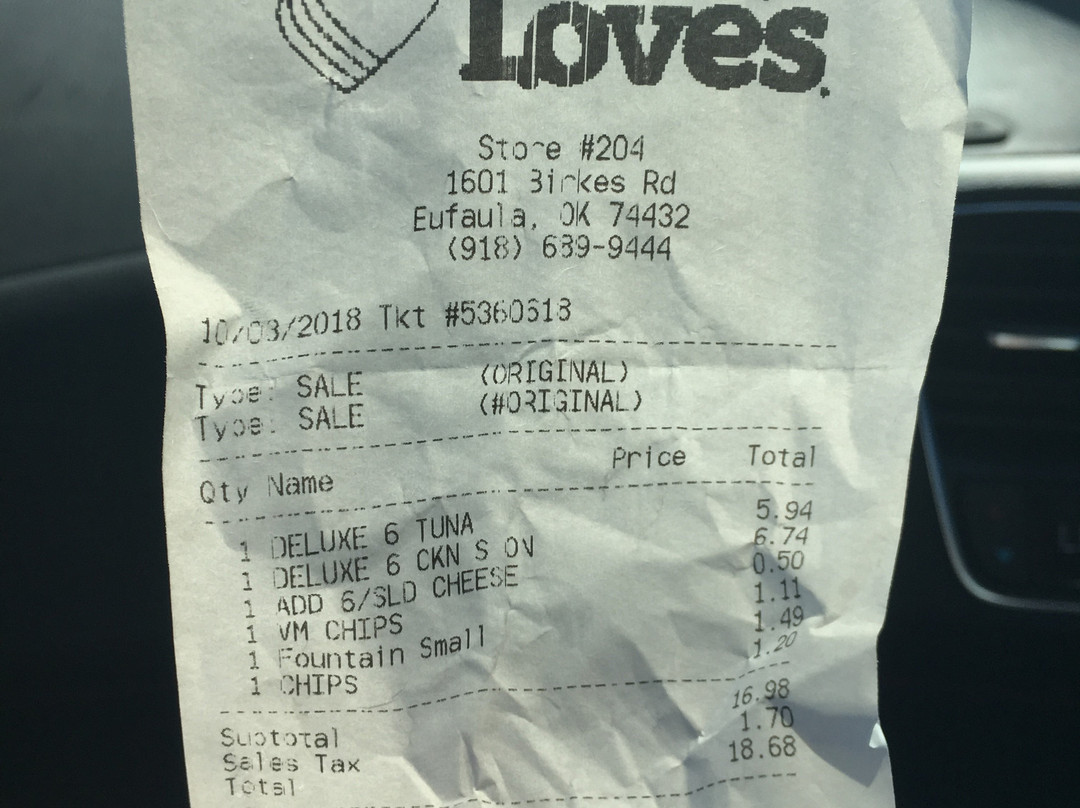 Loves.
Store #204
1601 Birkes Rd
Eufaula, OK 74432
(918) 689-9444
10/03/2018 Tkt
Type: SALE (ORIGINAL)
Type: SALE (#ORIGINAL)
Qty Name Price Total
1 DELUXE 6 TUNA 5.94
1 DELUXE 6 CKN S ON 6.74
1 ADD 6/SLD CHEESE 0.50
1 VM CHIPS 1.11
1 Fountain Small 1.49
1 CHIPS 1.20
Subtotal 16.98
Sales Tax 1.70
Total 18.68